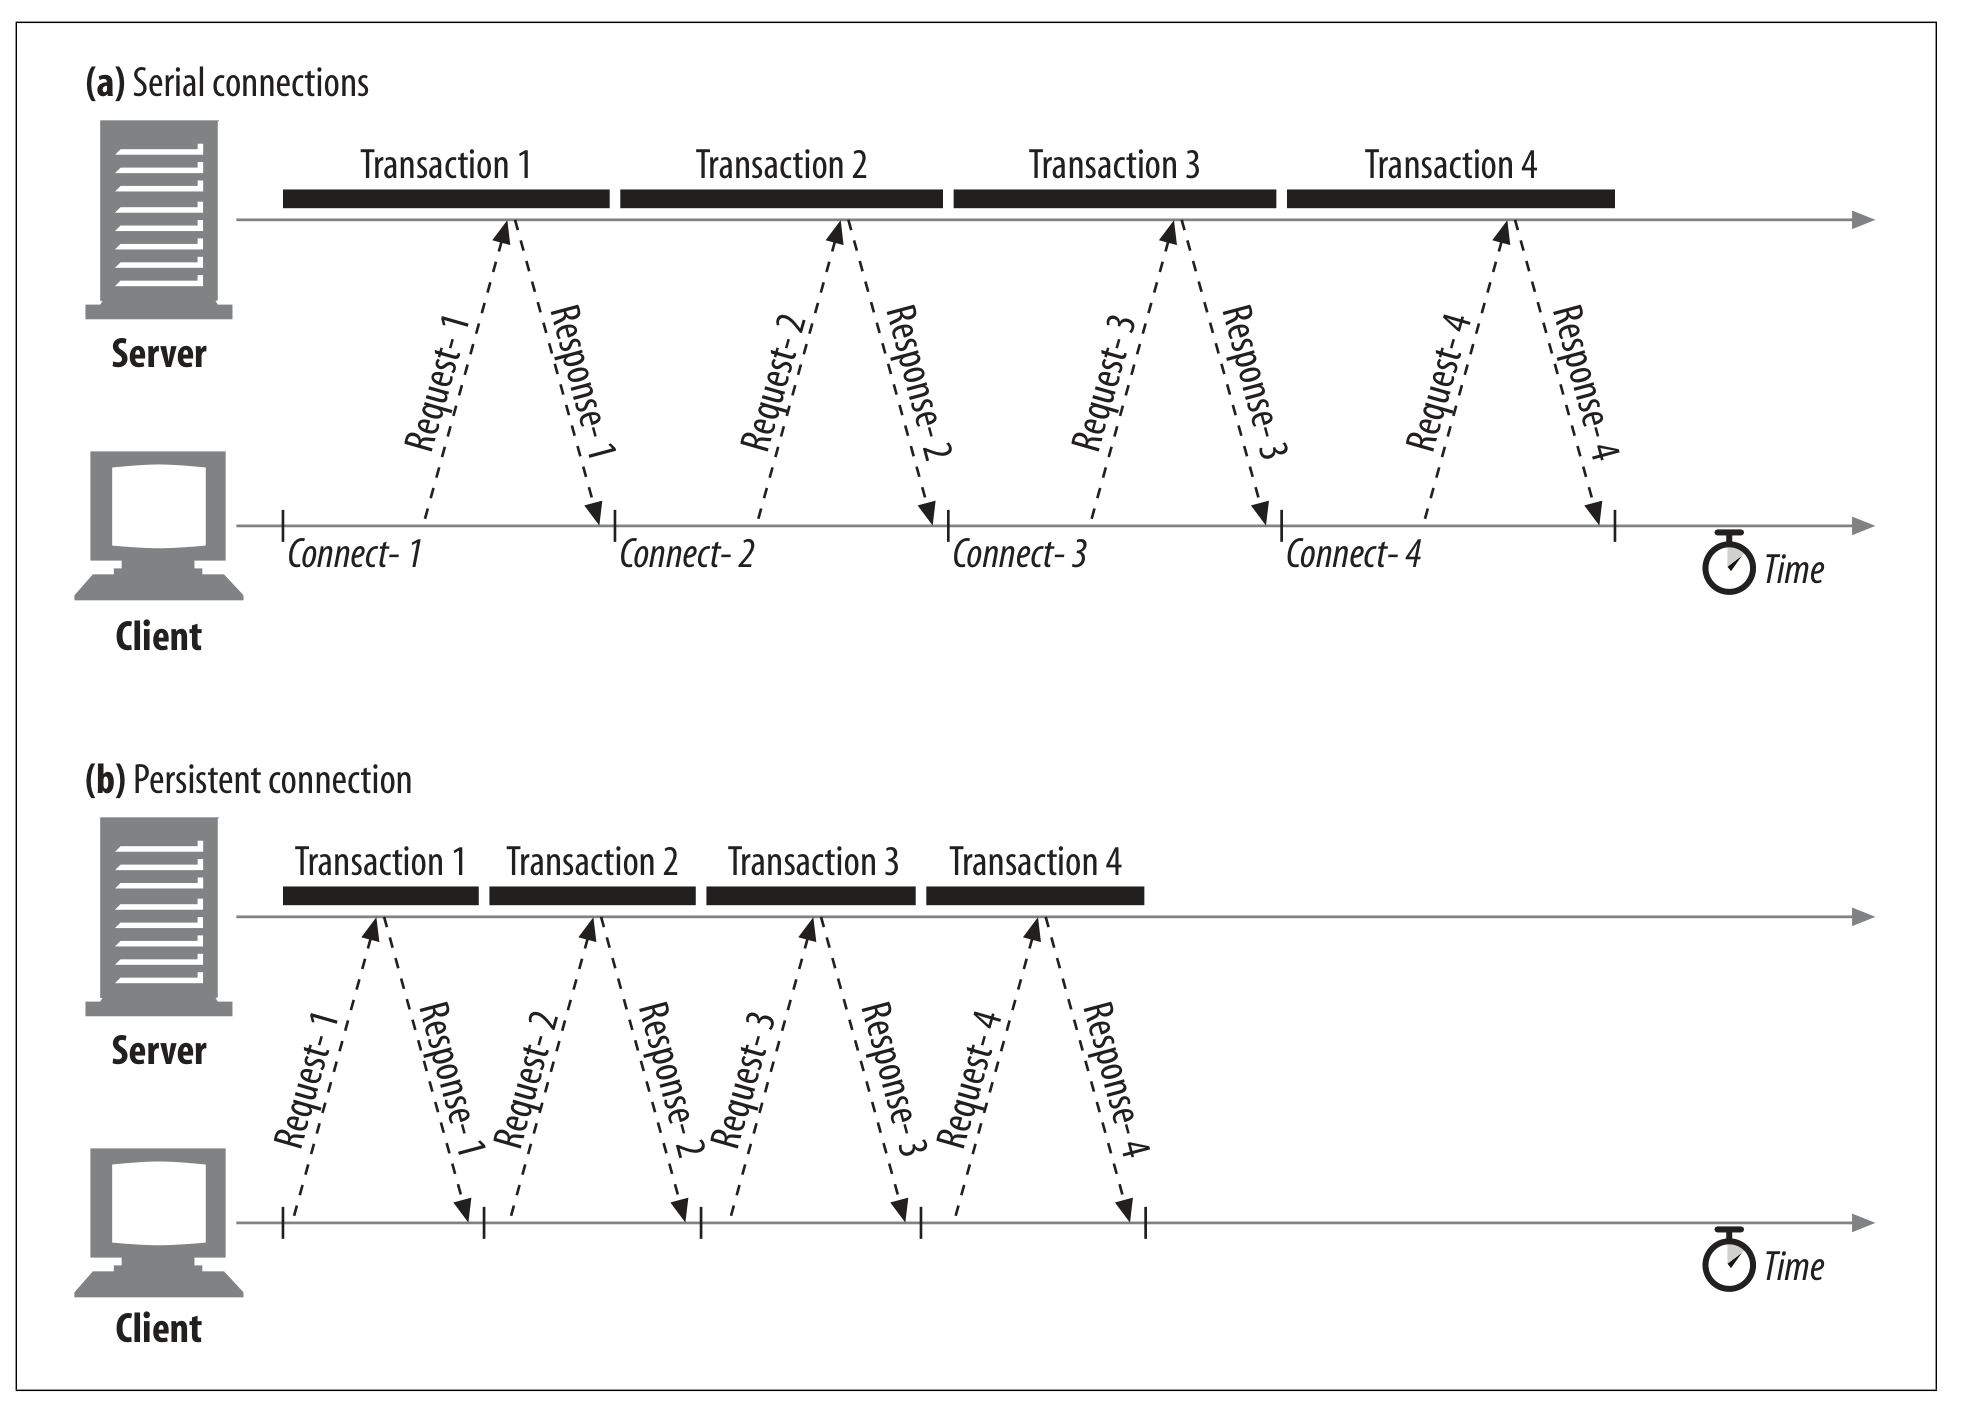 (a) Serial connections
Transaction 1
Transaction 2
Transaction 3
Transaction 4
Server
Request- 1
Response- 1
Request- 2
Response- 2
Request- 3
Response- 3
Request- 4
Response- 4
Connect- 1
Connect- 2
Connect- 3
Connect- 4
Time
Client
(b) Persistent connection
Transaction 1
Transaction 2
Transaction 3
Transaction 4
Server
Request- 1
Response- 1
Request- 2
Response- 2
Request- 3
Response- 3
Request- 4
Response- 4
Time
Client